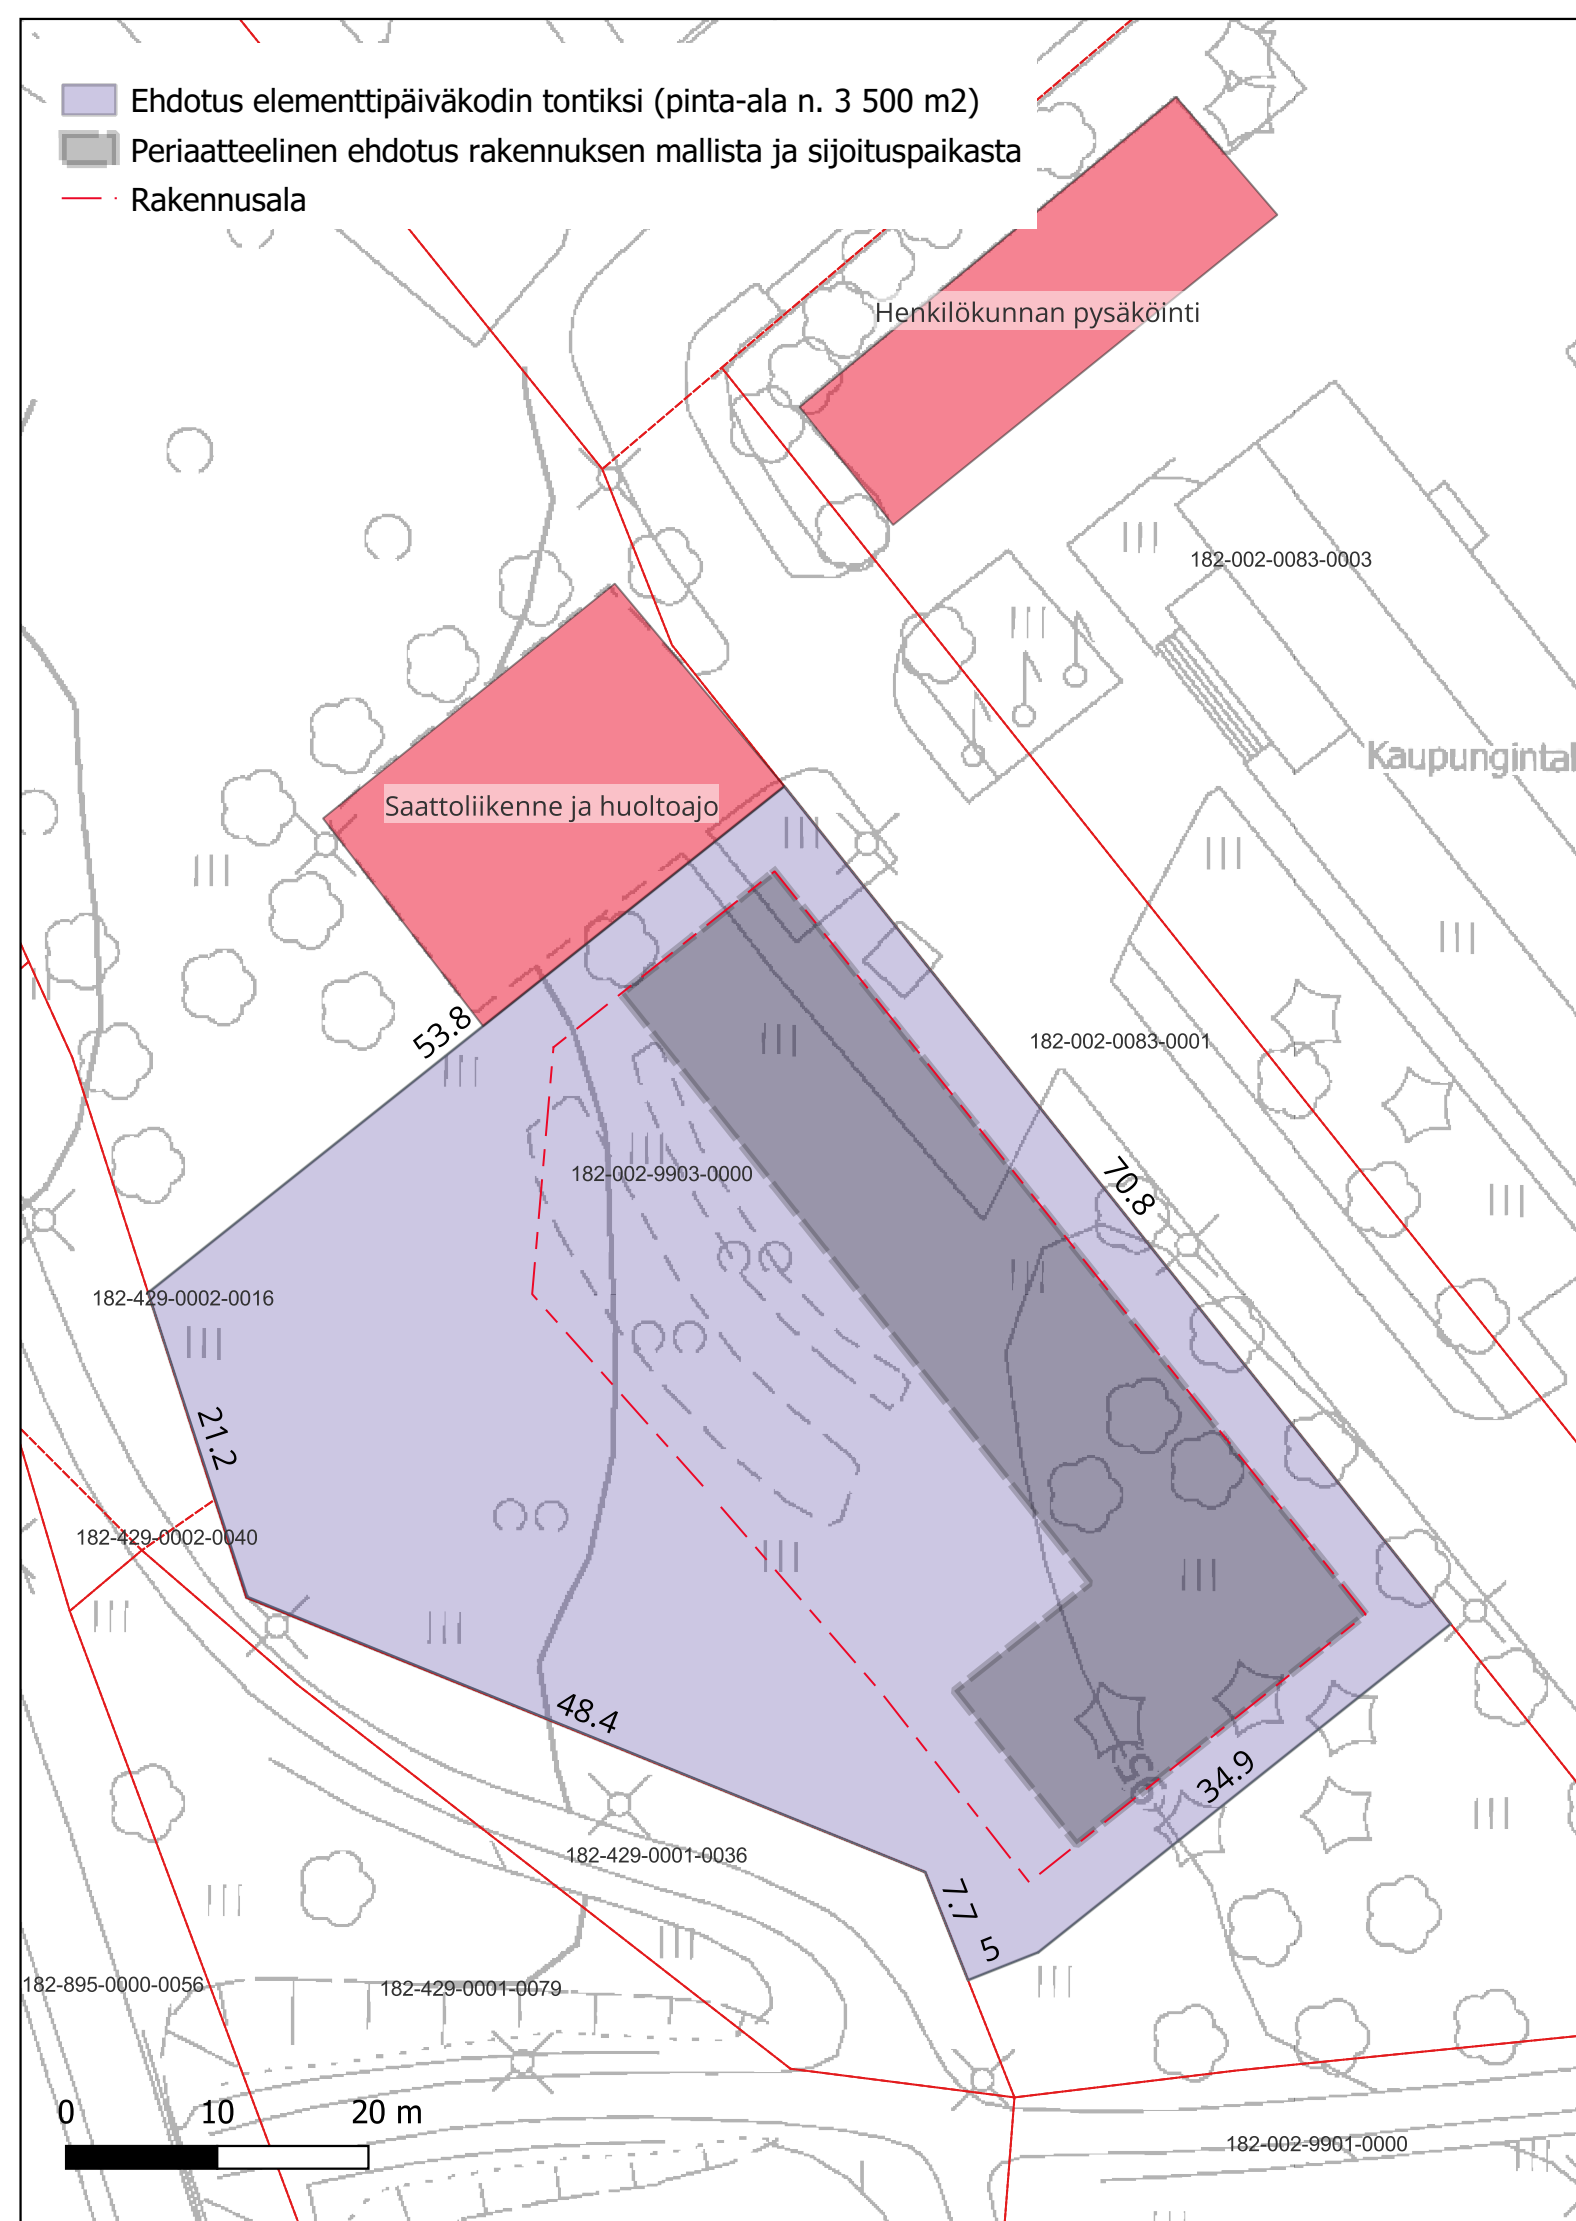 Ehdotus elementtipäiväkodin tontiksi (pinta-ala n. 3 500 m2)
Periaatteelinen ehdotus rakennuksen mallista ja sijoituspaikasta
Rakennusala
Henkilökunnan pysäköinti
182-002-0083-0003
Kaupungintal
Saattoliikenne ja huoltoajo
53.8
182-002-0083-0001
182-002-9903-0000
70.8
182-429-0002-0016
21.2
182-429-0002-0040
48.4
34.9
182-429-0001-0036
7.7
5
182-895-0000-0056
182-429-0001-0079
0 10 20 m
182-002-9901-0000